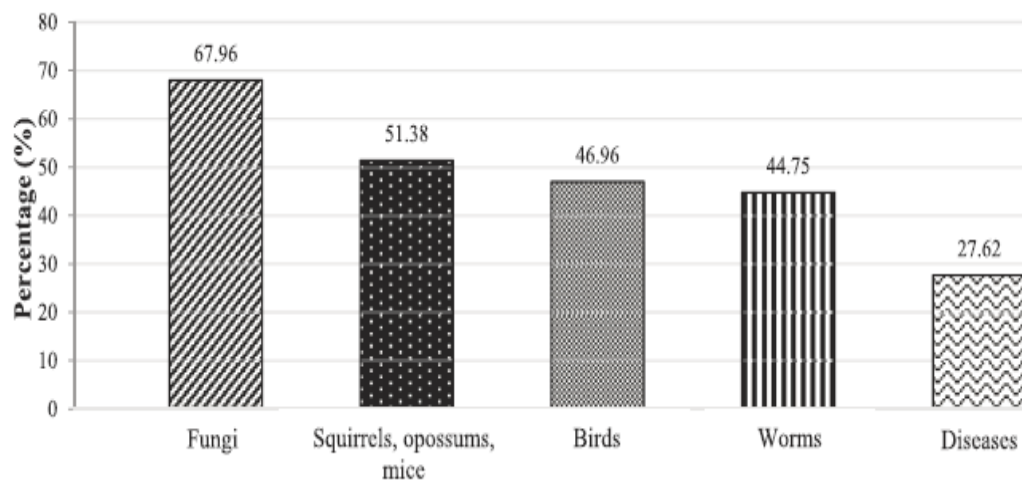 Percentage (%)
80
70
60
50
40
30
20
10
0
67.96
51.38
46.96
44.75
27.62
Fungi
Squirrels, opossums,
mice
Birds
Worms
Diseases